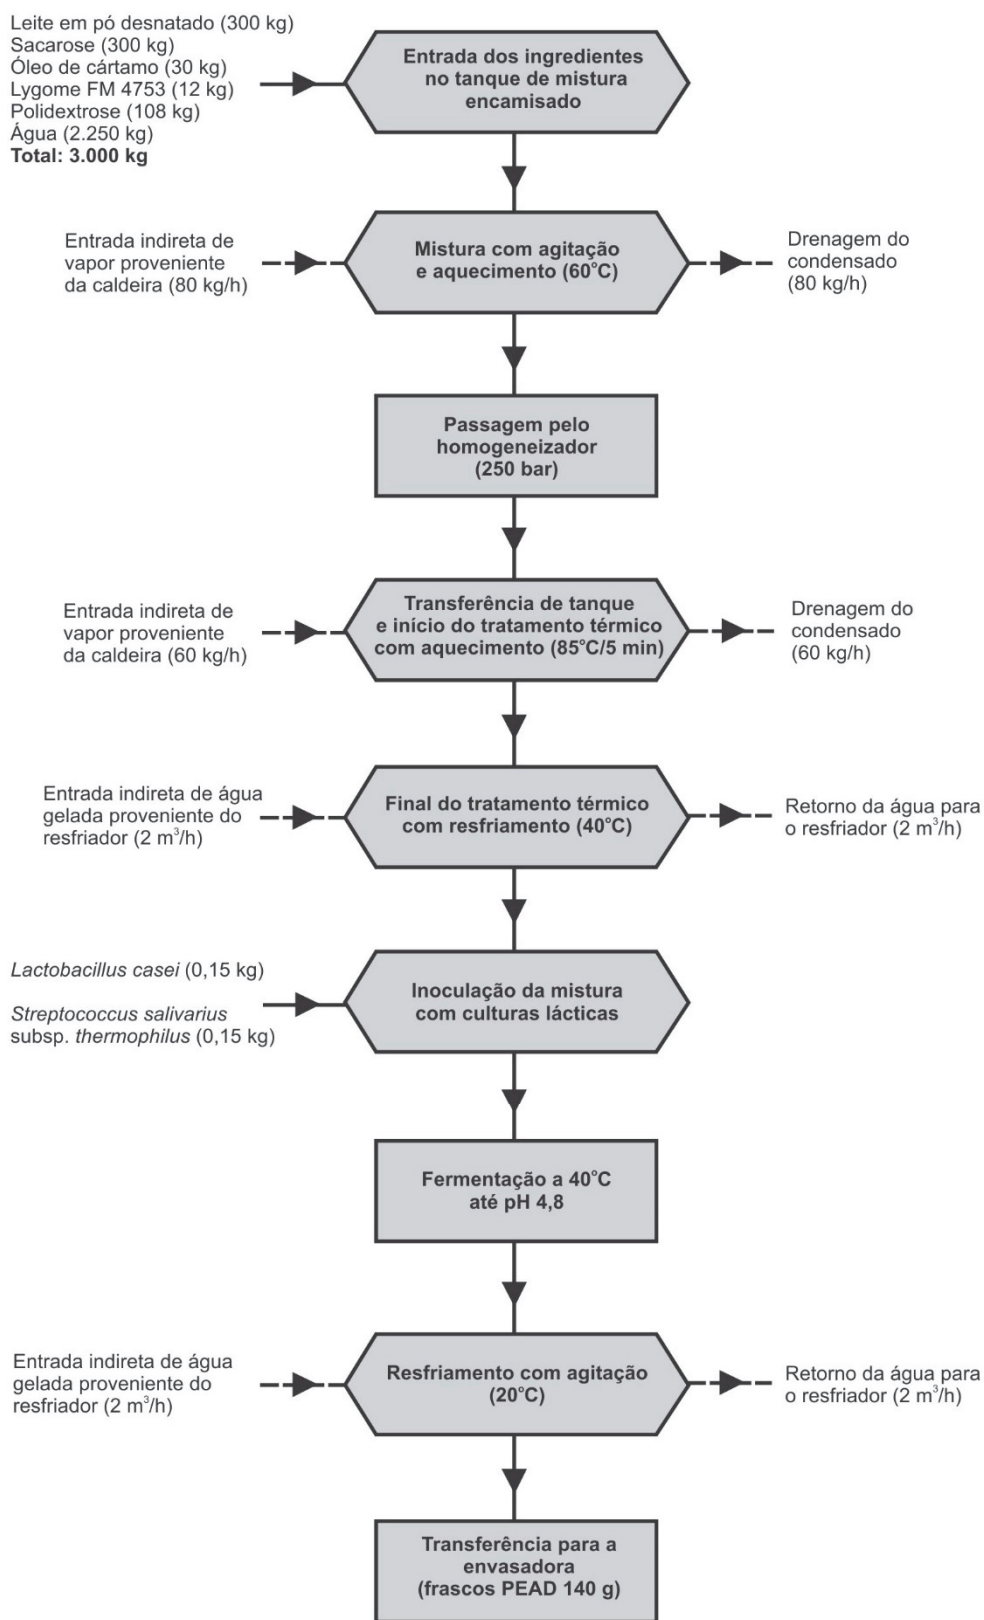 Leite em pó desnatado (300 kg)
Sacarose (300 kg)
Óleo de cártamo (30 kg)
Lygome FM 4753 (12 kg)
Polidextrose (108 kg)
Água (2.250 kg)
Total: 3.000 kg
Entrada dos ingredientes
no tanque de mistura
encamisado
Entrada indireta de
vapor proveniente
da caldeira (80 kg/h)
Mistura com agitação
e aquecimento (60°C)
Drenagem do
condensado
(80 kg/h)
Passagem pelo
homogeneizador
(250 bar)
Entrada indireta de
vapor proveniente
da caldeira (60 kg/h)
Transferência de tanque
e início do tratamento térmico
com aquecimento (85°C/5 min)
Drenagem do
condensado
(60 kg/h)
Entrada indireta de água
gelada proveniente do
resfriador (2 m³/h)
Final do tratamento térmico
com resfriamento (40°C)
Retorno da água para
o resfriador (2 m³/h)
Lactobacillus casei (0,15 kg)
Streptococcus salivarius
subsp. thermophilus (0,15 kg)
Inoculação da mistura
com culturas lácticas
Fermentação a 40°C
até pH 4,8
Entrada indireta de água
gelada proveniente do
resfriador (2 m³/h)
Resfriamento com agitação
(20°C)
Retorno da água para
o resfriador (2 m³/h)
Transferência para a
envasadora
(frascos PEAD 140 g)